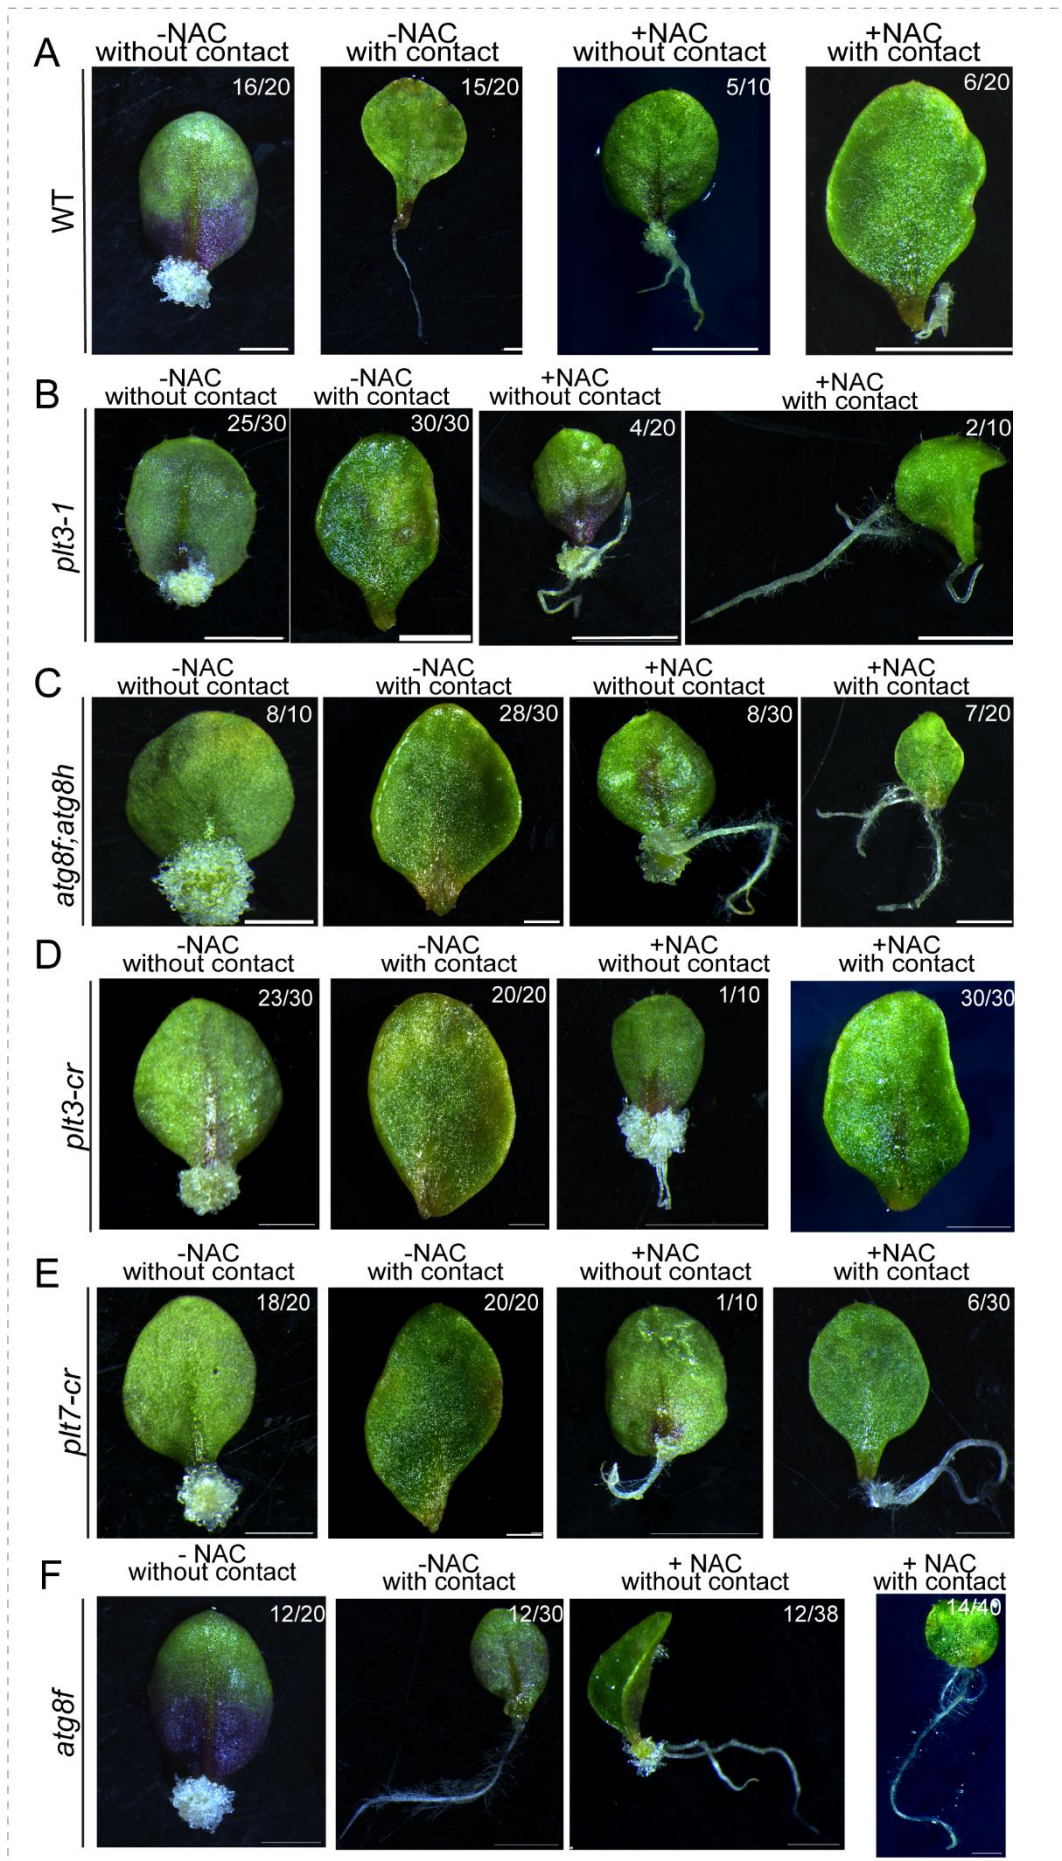 A
-NAC
without contact
-NAC
with contact
+NAC
without contact
+NAC
with contact
WT
16/20
15/20
5/10
6/20
B
-NAC
without contact
-NAC
with contact
+NAC
without contact
+NAC
with contact
plt3-1
25/30
30/30
4/20
2/10
C
-NAC
without contact
-NAC
with contact
+NAC
without contact
+NAC
with contact
atg8f;atg8h
8/10
28/30
8/30
7/20
D
-NAC
without contact
-NAC
with contact
+NAC
without contact
+NAC
with contact
plt3-cr
23/30
20/20
1/10
30/30
E
-NAC
without contact
-NAC
with contact
+NAC
without contact
+NAC
with contact
plt7-cr
18/20
20/20
1/10
6/30
F
- NAC
without contact
-NAC
with contact
+ NAC
without contact
+ NAC
with contact
atg8f
12/20
12/30
12/38
14/40